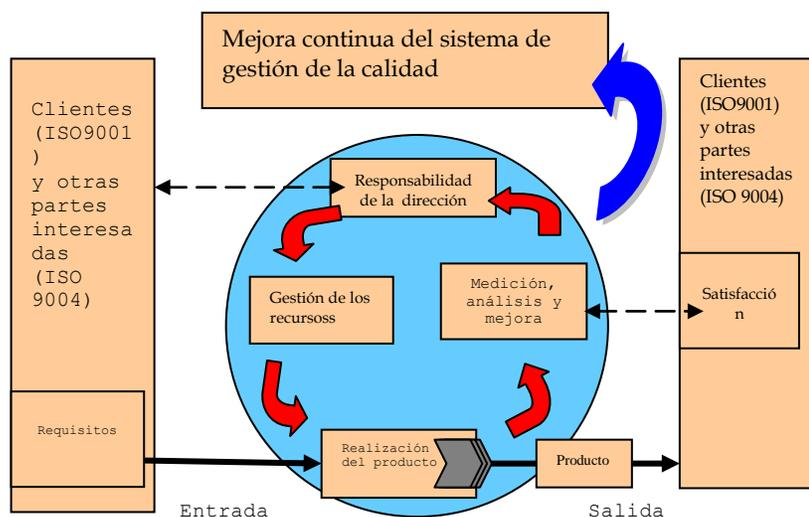 Mejora continua del sistema de
gestión de la calidad
Clientes
(ISO9001
)
y otras
partes
interesa
das
(ISO
9004)
Clientes
(ISO9001)
y otras
partes
interesadas
(ISO 9004)
Responsabilidad
de la dirección
Gestión de los
recursoss
Medición,
análisis y
mejora
Satisfacció
n
Requisitos
Realización
del producto
Producto
Entrada
Salida